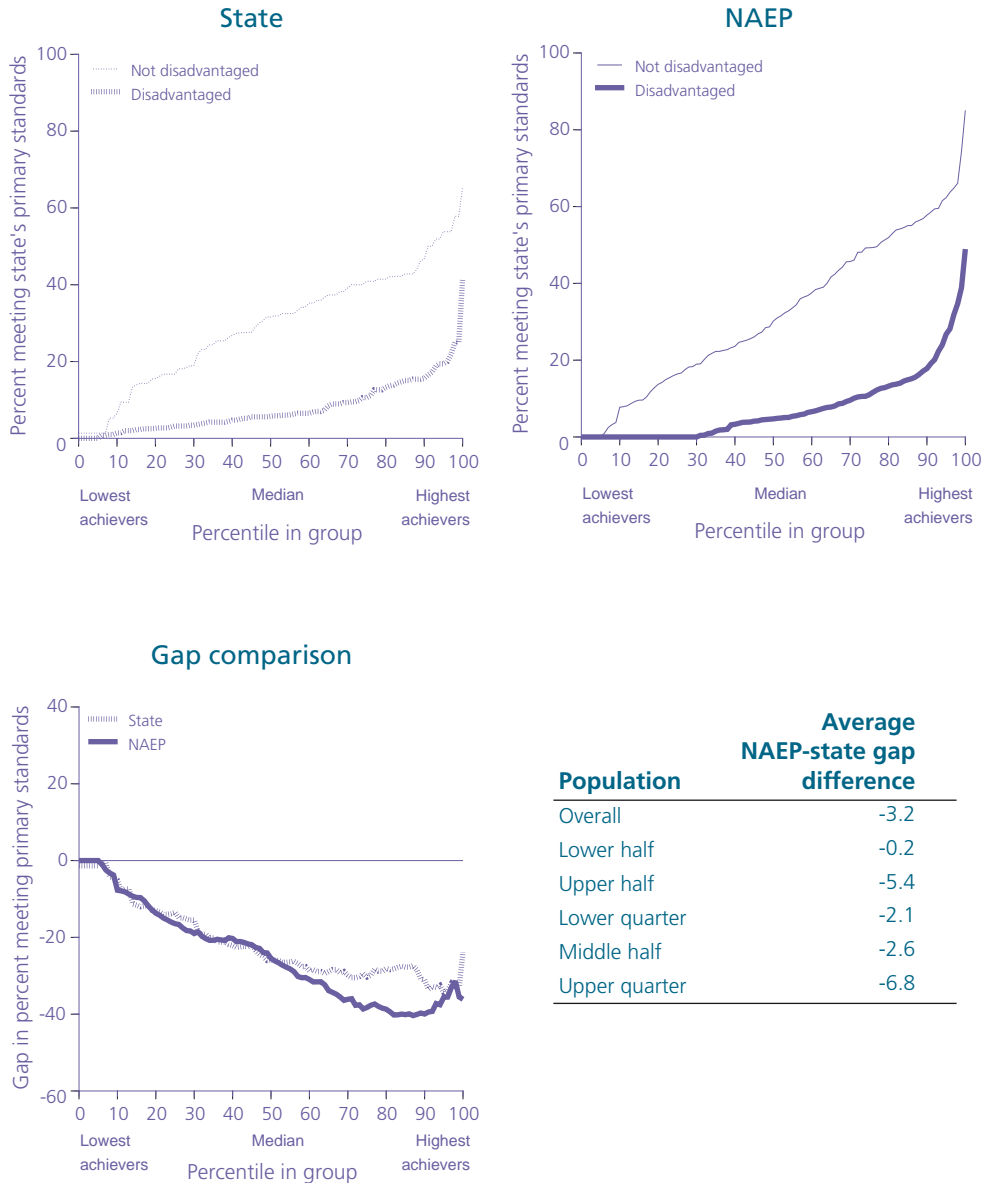 State
Percent meeting state's primary standards
100
80
60
40
20
0
Not disadvantaged
Disadvantaged
0 10 20 30 40 50 60 70 80 90 100
Lowest Median Highest
achievers achievers
Percentile in group
NAEP
Percent meeting state's primary standards
100
80
60
40
20
0
Not disadvantaged
Disadvantaged
0 10 20 30 40 50 60 70 80 90 100
Lowest Median Highest
achievers achievers
Percentile in group
Gap comparison
Gap in percent meeting primary standards
40
20
0
-20
-40
-60
State
NAEP
0 10 20 30 40 50 60 70 80 90 100
Lowest Median Highest
achievers achievers
Percentile in group
Average
NAEP-state gap
Population difference
Overall -3.2
Lower half -0.2
Upper half -5.4
Lower quarter -2.1
Middle half -2.6
Upper quarter -6.8